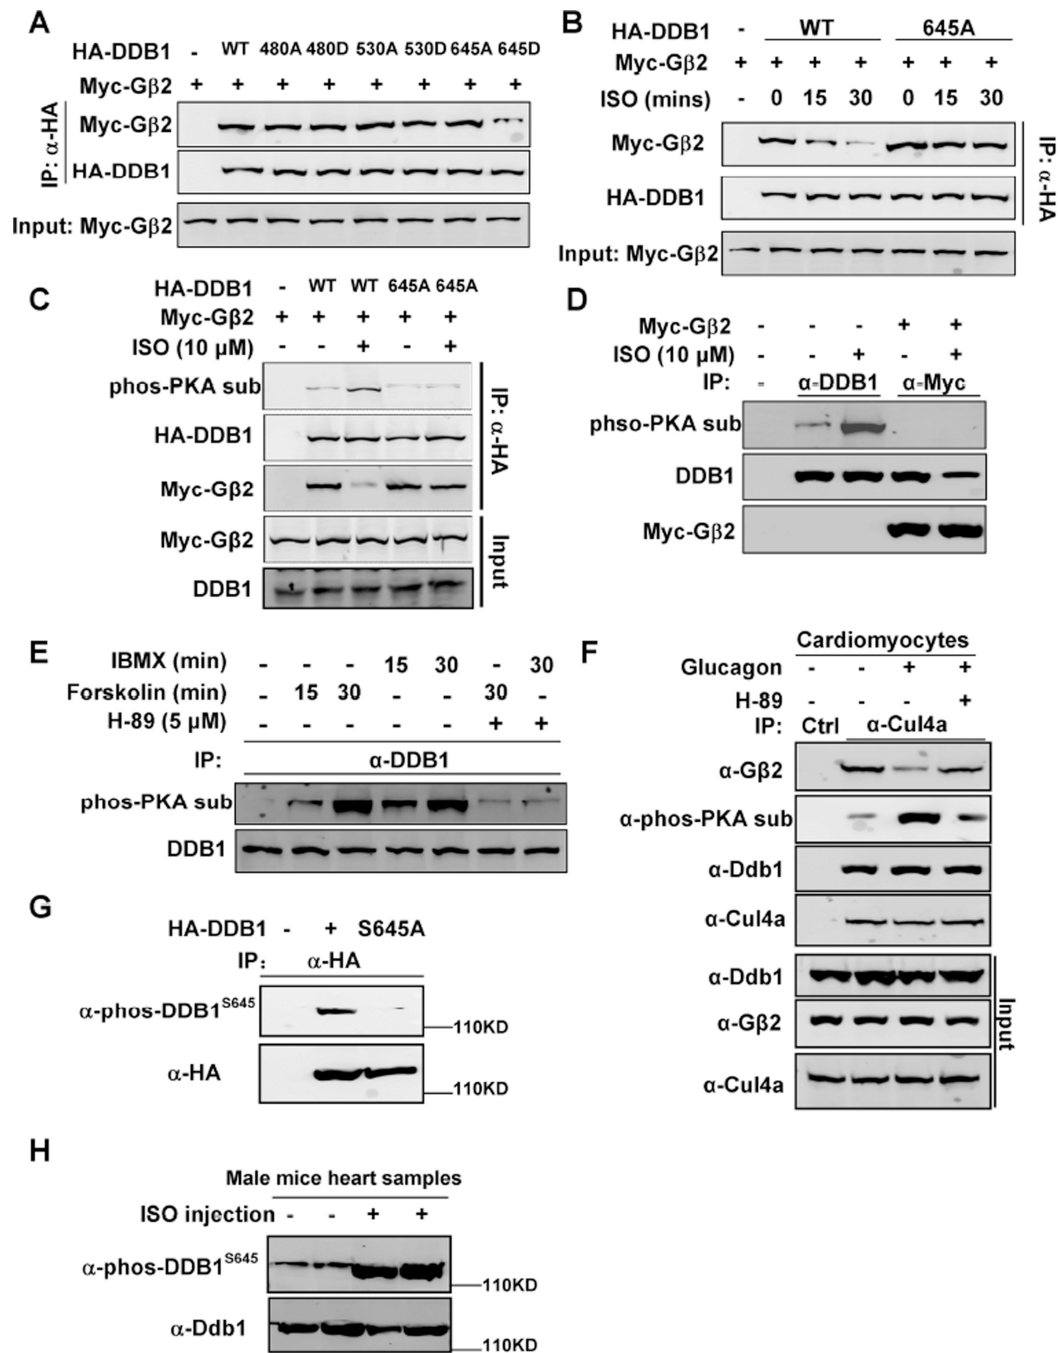 A
HA-DDB1 - WT 480A 480D 530A 530D 645A 645D
Myc-Gβ2 + + + + + + + +
IP: α-HA
Myc-Gβ2
HA-DDB1
Input: Myc-Gβ2
B
HA-DDB1 - WT 645A
Myc-Gβ2 + + + + + + +
ISO (mins) - 0 15 30 0 15 30
Myc-Gβ2
HA-DDB1
IP: α-HA
Input: Myc-Gβ2
C
HA-DDB1 - WT WT 645A 645A
Myc-Gβ2 + + + + +
ISO (10 µM) - - + - +
phos-PKA sub
HA-DDB1
Myc-Gβ2
IP: α-HA
Myc-Gβ2
DDB1
Input
D
Myc-Gβ2 - - - + +
ISO (10 µM) - - + - +
IP: - α-DDB1 α-Myc
phso-PKA sub
DDB1
Myc-Gβ2
E
IBMX (min) - - - 15 30 - 30
Forskolin (min) - 15 30 - - 30 -
H-89 (5 µM) - - - - - + +
IP: α-DDB1
phos-PKA sub
DDB1
F
Cardiomyocytes
Glucagon - - + +
H-89 - - - +
IP: Ctrl α-Cul4a
α-Gβ2
α-phos-PKA sub
α-Ddb1
α-Cul4a
α-Ddb1
α-Gβ2
α-Cul4a
Input
G
HA-DDB1 - + S645A
IP: α-HA
α-phos-DDB1S645
110KD
α-HA
110KD
H
Male mice heart samples
ISO injection - - + +
α-phos-DDB1S645
110KD
α-Ddb1
110KD